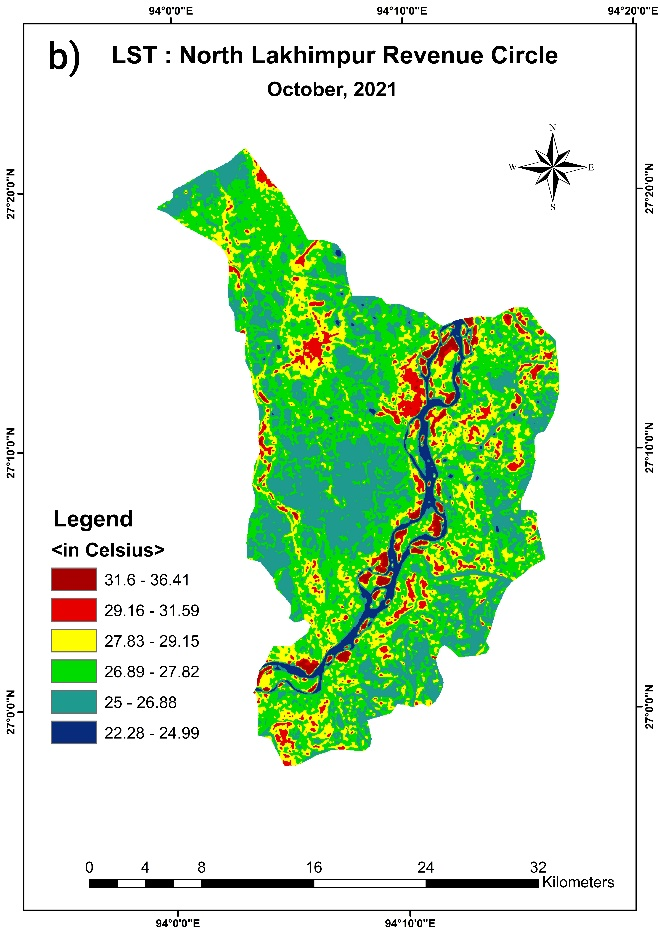 94°0'0"E 94°10'0"E 94°20'0"E
b) LST : North Lakhimpur Revenue Circle
October, 2021
N
W E
S
27°20'0"N 27°20'0"N
27°10'0"N 27°10'0"N
Legend
<in Celsius>
31.6 - 36.41
29.16 - 31.59
27.83 - 29.15
26.89 - 27.82
25 - 26.88
22.28 - 24.99
27°0'0"N 27°0'0"N
0 4 8 16 24 32
Kilometers
94°0'0"E 94°10'0"E